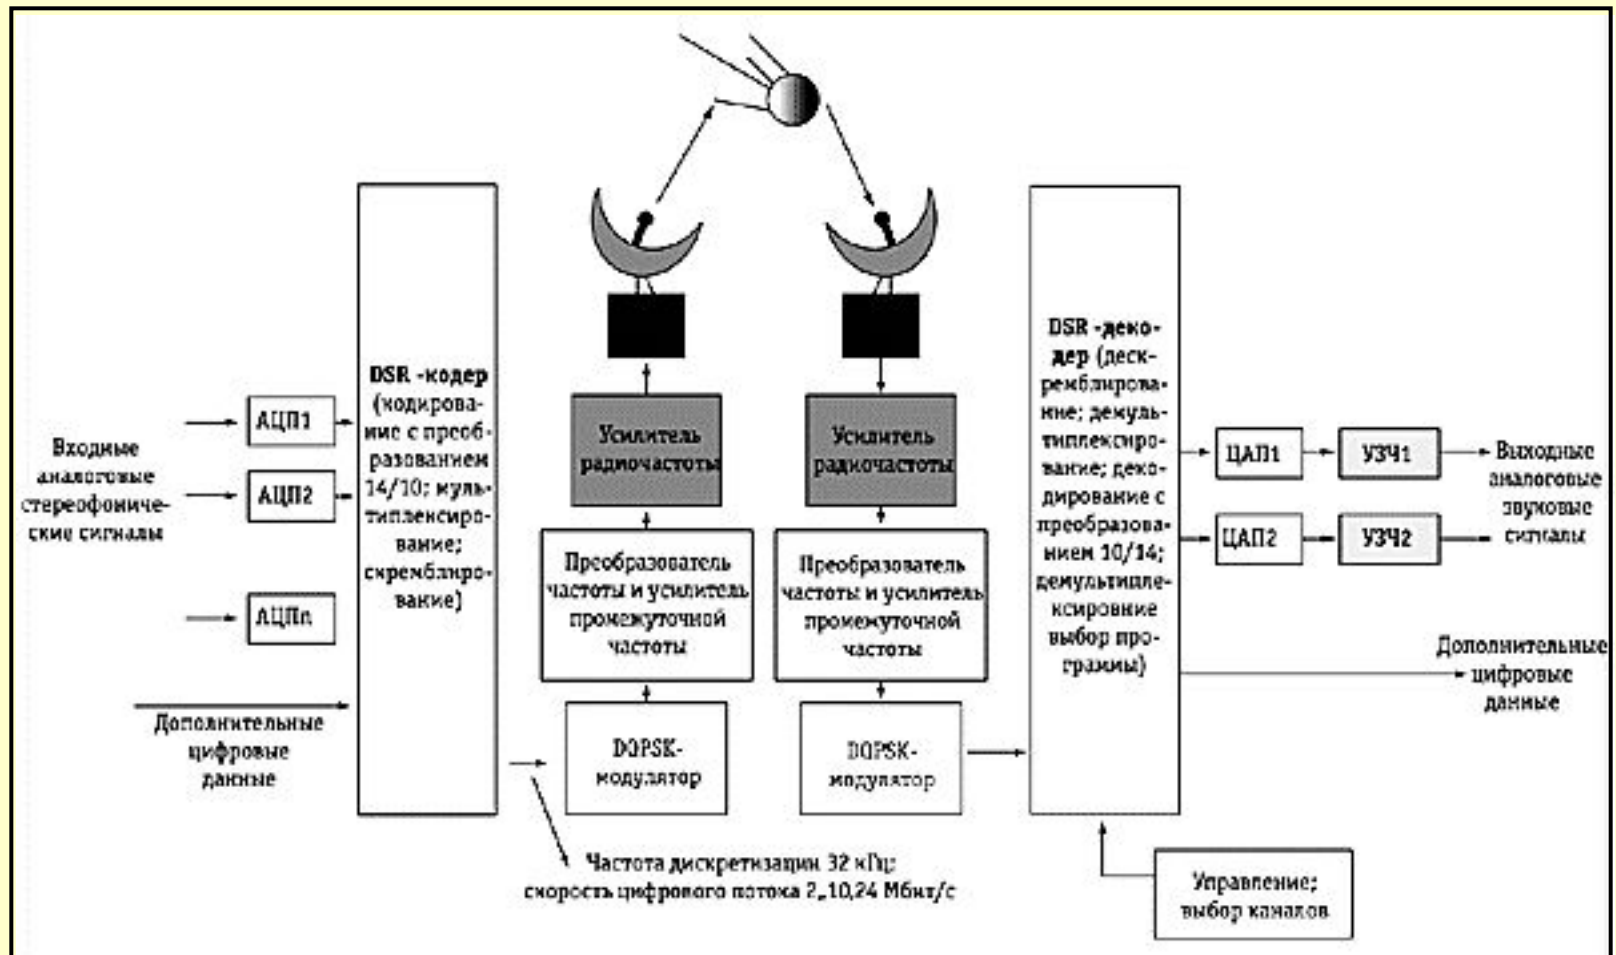 Входные
аналоговые
стереофониче-
ские сигналы
АЦП1
АЦП2
АЦПn
Дополнительные
цифровые
данные
DSR -кодер
(кодирова-
ние с преоб-
разованием
14/10; муль-
типлексиро-
вание;
скремблиро-
вание)
Усилитель
радиочастоты
Преобразователь
частоты и усилитель
промежуточной
частоты
DQPSK-
модулятор
Частота дискретизации 32 кГц;
скорость цифрового потока 2„10,24 Мбит/с
Усилитель
радиочастоты
Преобразователь
частоты и усилитель
промежуточной
частоты
DQPSK-
модулятор
DSR -деко-
дер (деск-
ремблирова-
ние; демуль-
типлексиро-
вание; деко-
дирование с
преобразова-
нием 10/14;
демультипле-
ксировние
выбор про-
граммы)
ЦАП1
УЗЧ1
ЦАП2
УЗЧ2
Выходные
аналоговые
звуковые
сигналы
Дополнительные
цифровые
данные
Управление;
выбор каналов